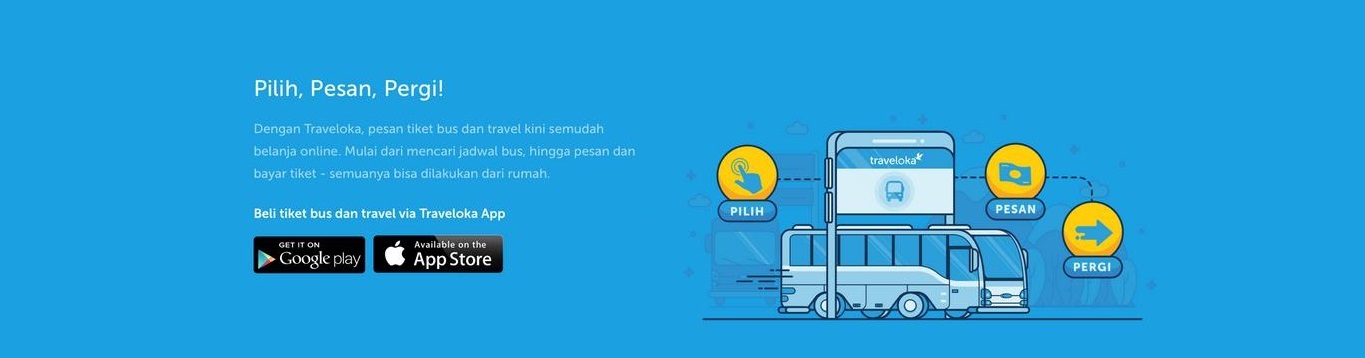 Pilih, Pesan, Pergi!
Dengan Traveloka, pesan tiket bus dan travel kini semudah
belanja online. Mulai dari mencari jadwal bus, hingga pesan dan
bayar tiket - semuanya bisa dilakukan dari rumah.
Beli tiket bus dan travel via Traveloka App
GET IT ON
Google play
Available on the
App Store
traveloka
PILIH
PESAN
PERGI